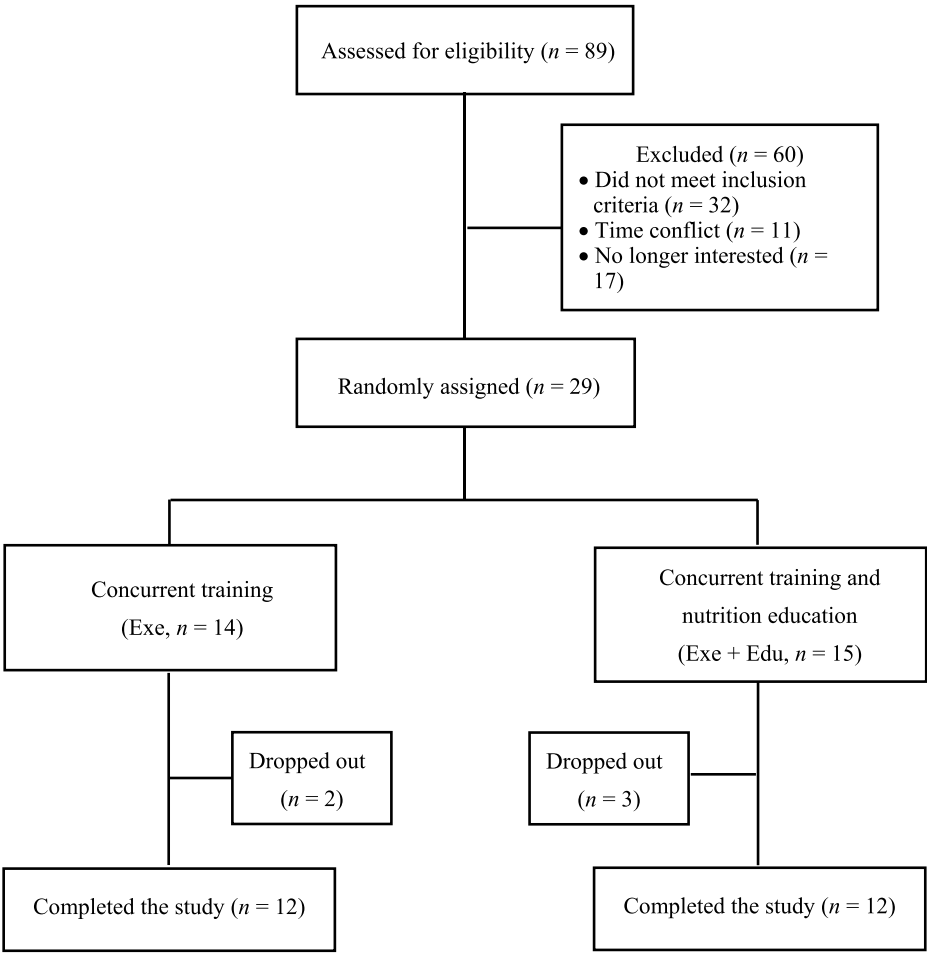 Assessed for eligibility (n = 89)
Excluded (n = 60)
• Did not meet inclusion
criteria (n = 32)
• Time conflict (n = 11)
• No longer interested (n =
17)
Randomly assigned (n = 29)
Concurrent training
(Exe, n = 14)
Concurrent training and
nutrition education
(Exe + Edu, n = 15)
Dropped out
(n = 2)
Dropped out
(n = 3)
Completed the study (n = 12)
Completed the study (n = 12)